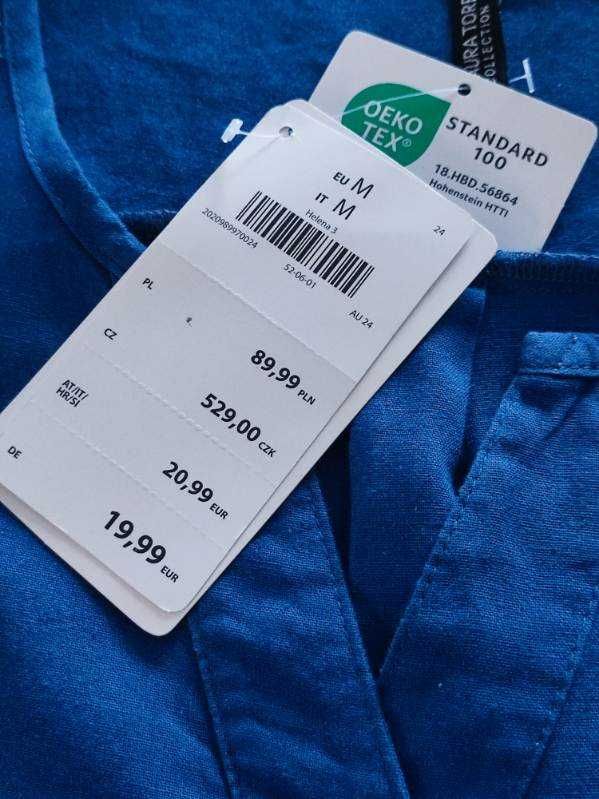 URA TORE
COLLECTION
OEKO
TEX®
STANDARD
100
18.HBD.56864
Hohenstein HTTI
EU M
IT M
Helena 3
24
2020989970024
52-06-01
AU 24
PL
89,99 PLN
CZ
529,00 CZK
AT/IT/
HR/SI
20,99 EUR
DE
19,99 EUR